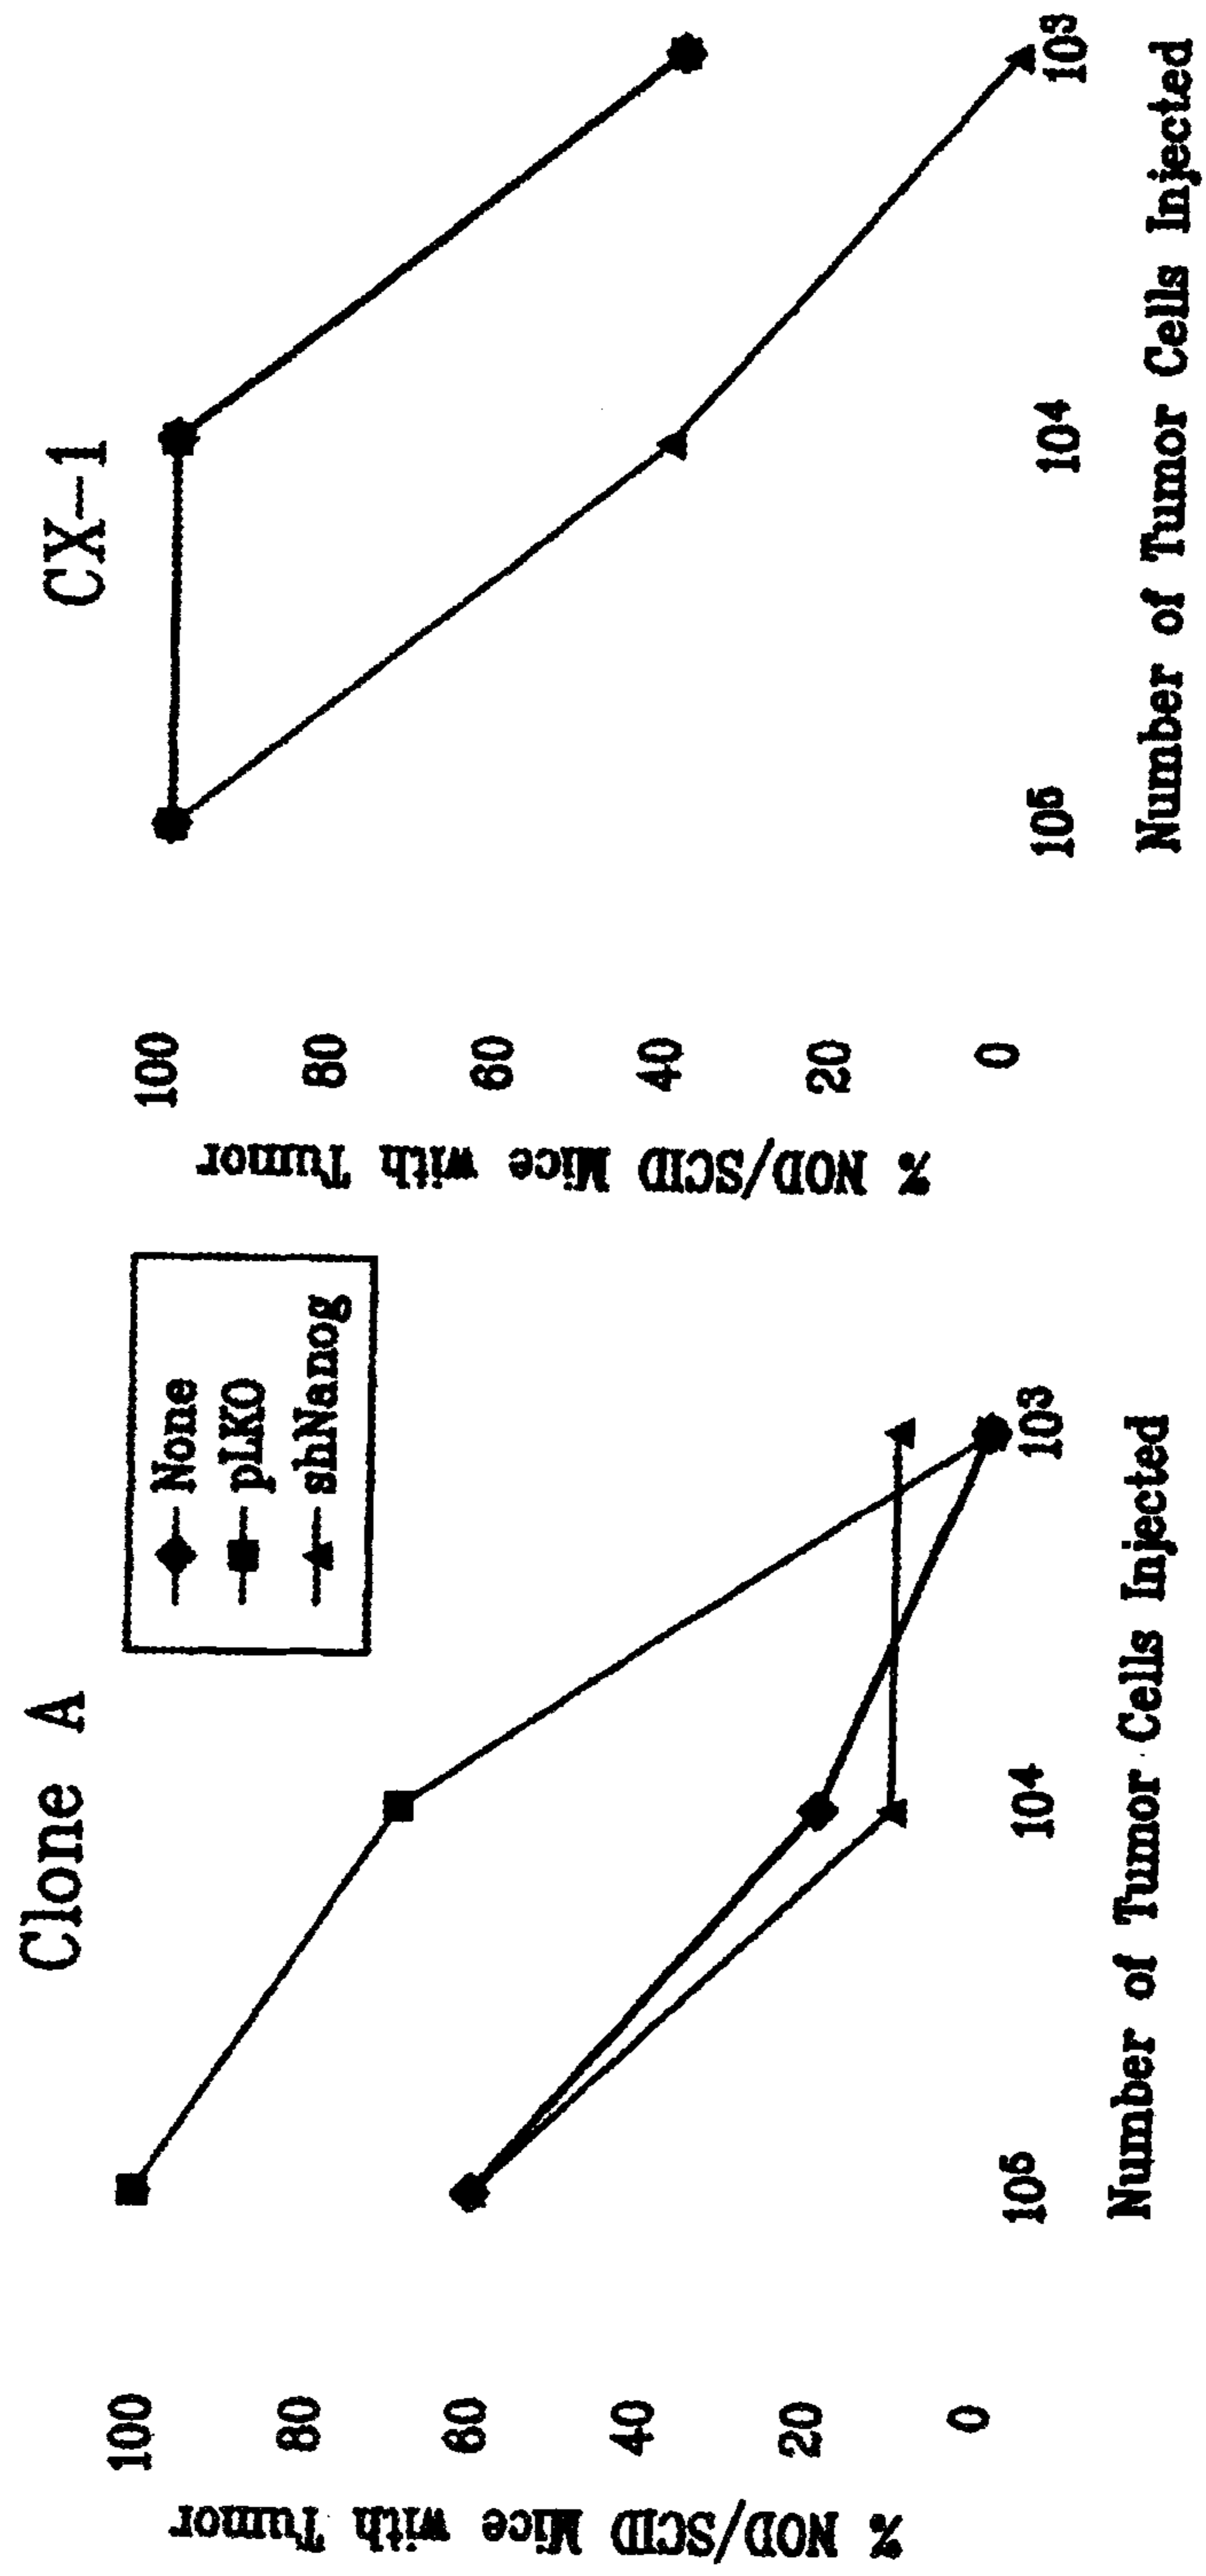 Clone A
None
pLKO
shNanog
% NOD/SCID Mice with Tumor
100
80
60
40
20
0
10⁵
10⁴
10³
Number of Tumor Cells Injected
CX-1
% NOD/SCID Mice with Tumor
100
80
60
40
20
0
10⁵
10⁴
10³
Number of Tumor Cells Injected